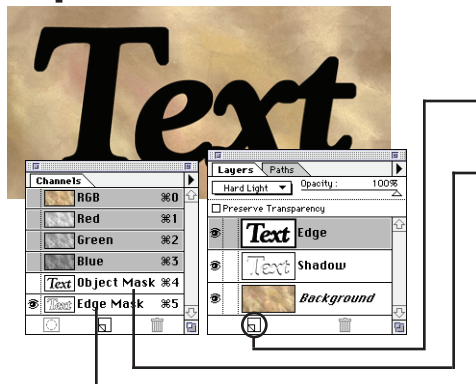 Text
Channels
RGB ⌘0
Red ⌘1
Green ⌘2
Blue ⌘3
Text Object Mask ⌘4
Text Edge Mask ⌘5
Layers Paths
Hard Light Opacity: 100%
Preserve Transparency
Text Edge
Text Shadow
Background